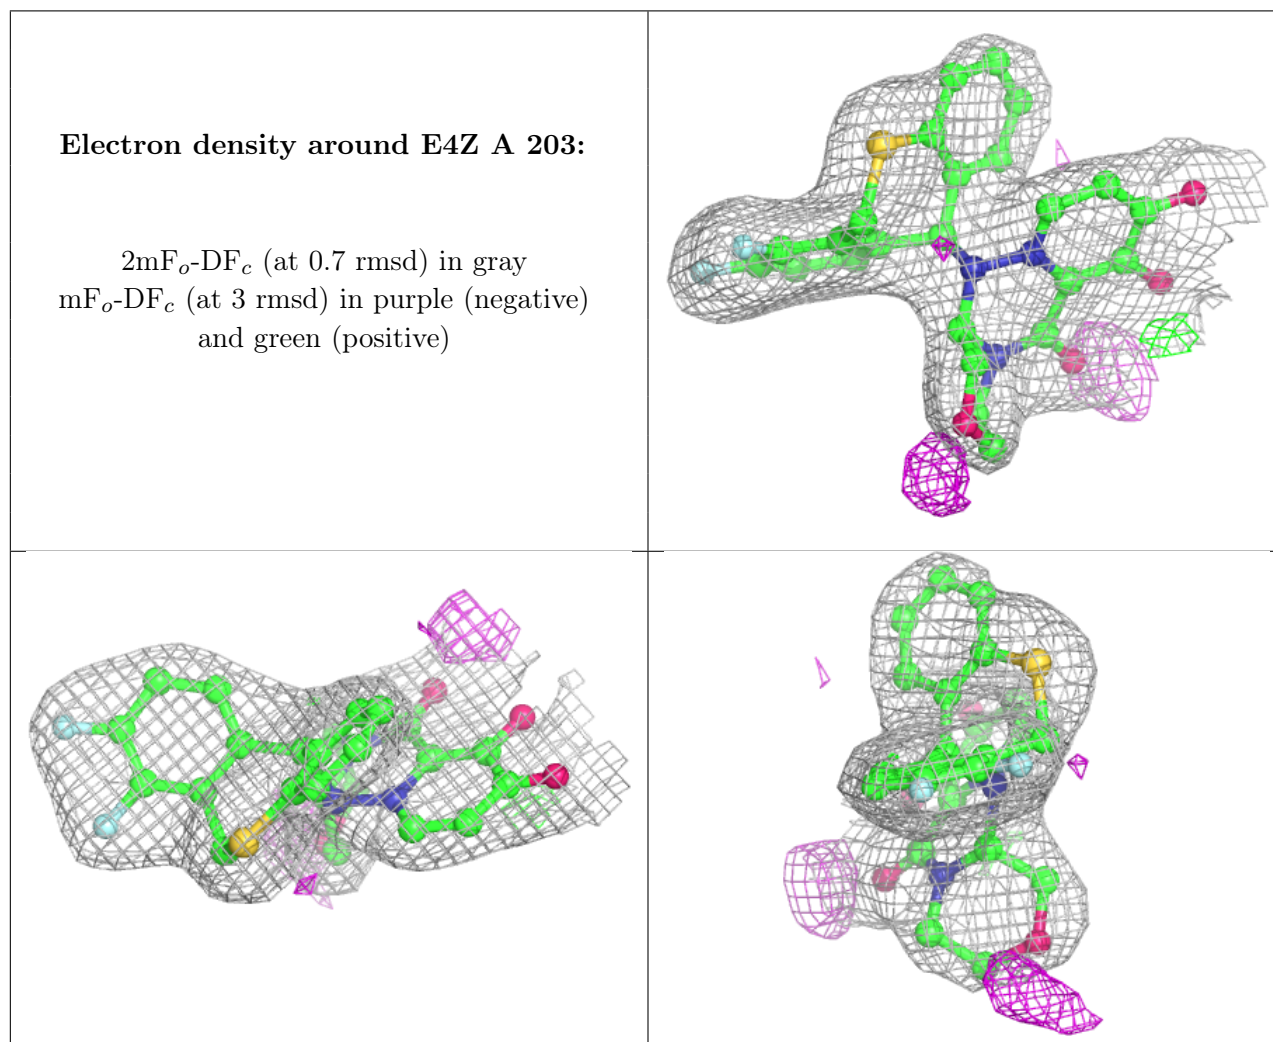 Electron density around E4Z A 203:
2mFₒ-DF𝒸 (at 0.7 rmsd) in gray
mFₒ-DF𝒸 (at 3 rmsd) in purple (negative)
and green (positive)